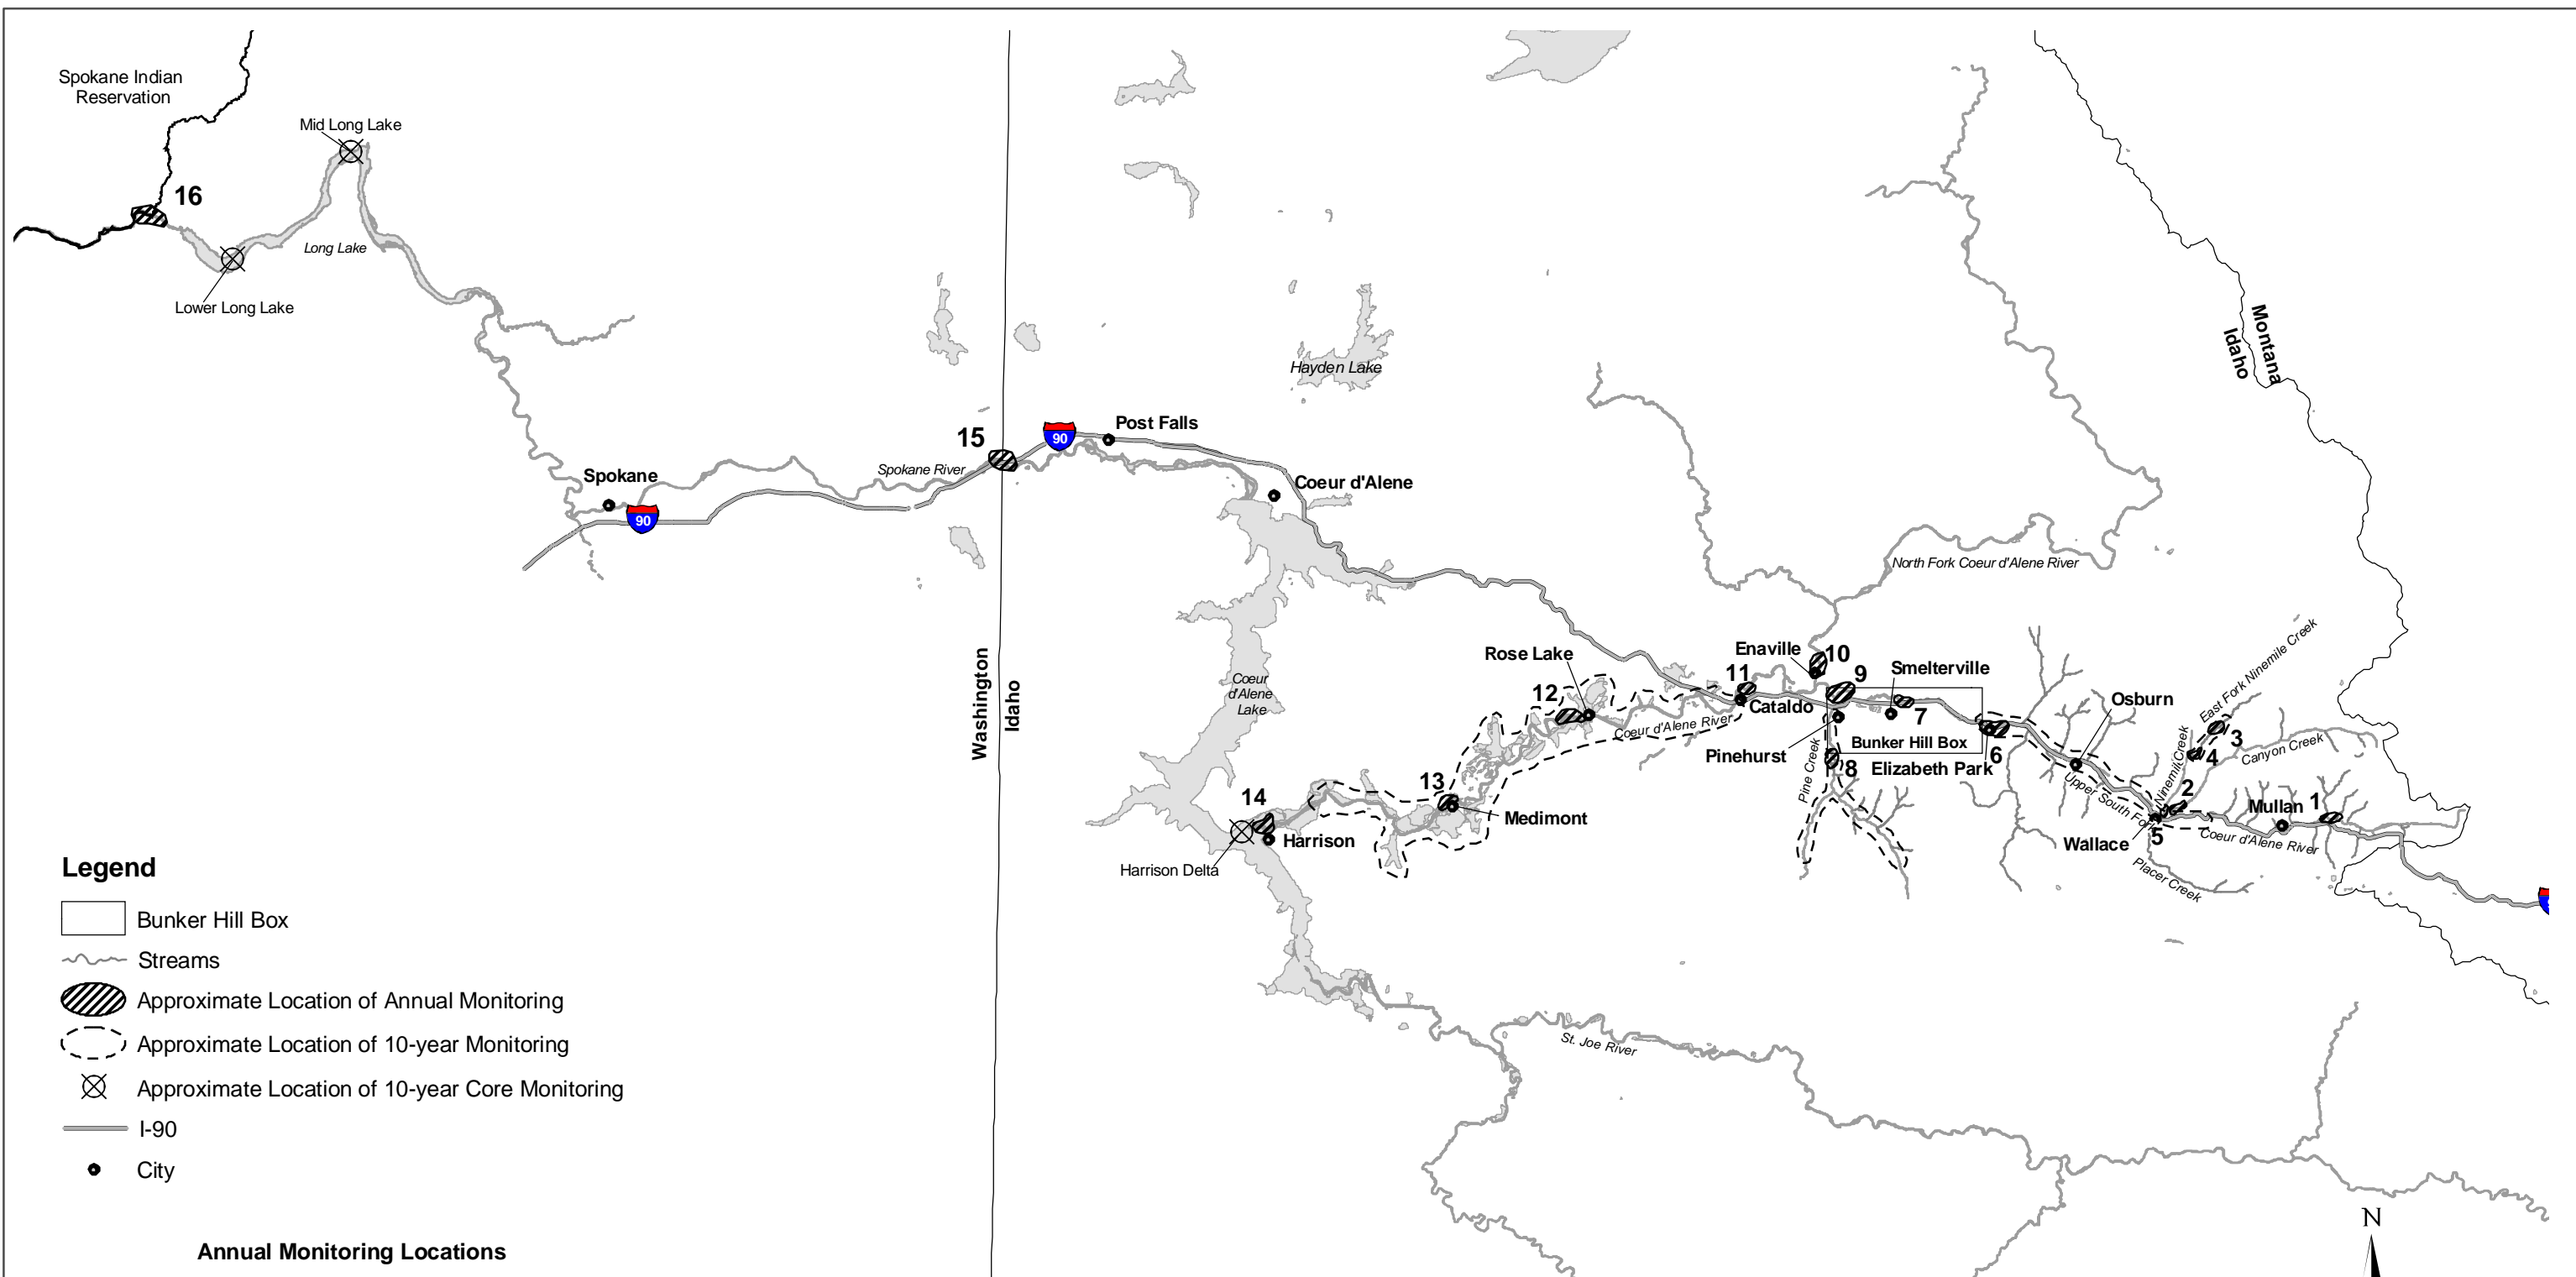 Spokane Indian
Reservation
Mid Long Lake
16
Long Lake
Lower Long Lake
Montana
Idaho
Hayden Lake
Post Falls
90
15
Spokane River
Coeur d'Alene
Spokane
90
North Fork Coeur d'Alene River
Washington
Idaho
Coeur
d'Alene
Lake
Rose Lake
Enaville
10
9
Smelterville
11
12
Cataldo
Coeur d'Alene River
7
Osburn
East Fork Ninemile Creek
Ninemile Creek
3
4
Canyon Creek
Pinehurst
Bunker Hill Box
6
Elizabeth Park
Pine Creek
8
Upper South Fork
2
Mullan
1
13
Medimont
14
Harrison
Harrison Delta
Wallace
5
Coeur d'Alene River
Placer Creek
St. Joe River
Legend
Bunker Hill Box
Streams
Approximate Location of Annual Monitoring
Approximate Location of 10-year Monitoring
Approximate Location of 10-year Core Monitoring
I-90
City
Annual Monitoring Locations
N